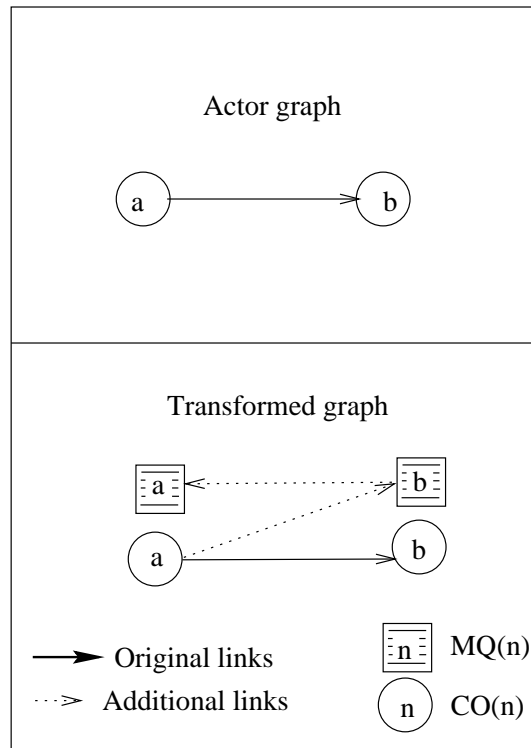 Actor graph
a
b
Transformed graph
a
b
a
b
Original links
n MQ(n)
Additional links
n CO(n)